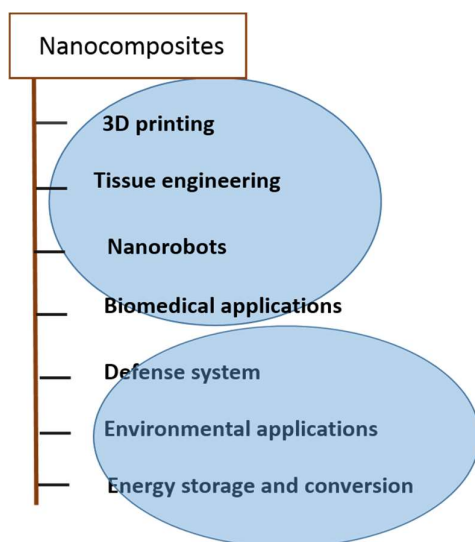 Nanocomposites
3D printing
Tissue engineering
Nanorobots
Biomedical applications
Defense system
Environmental applications
Energy storage and conversion